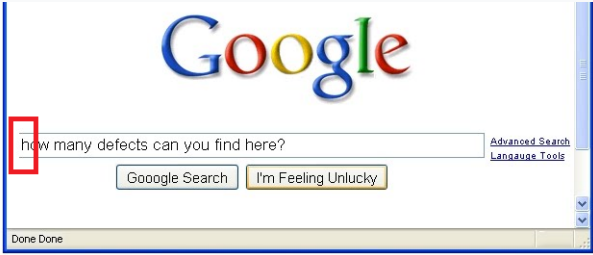 Google
how many defects can you find here?
Advanced Search
Langauge Tools
Gooogle Search
I'm Feeling Unlucky
Done Done